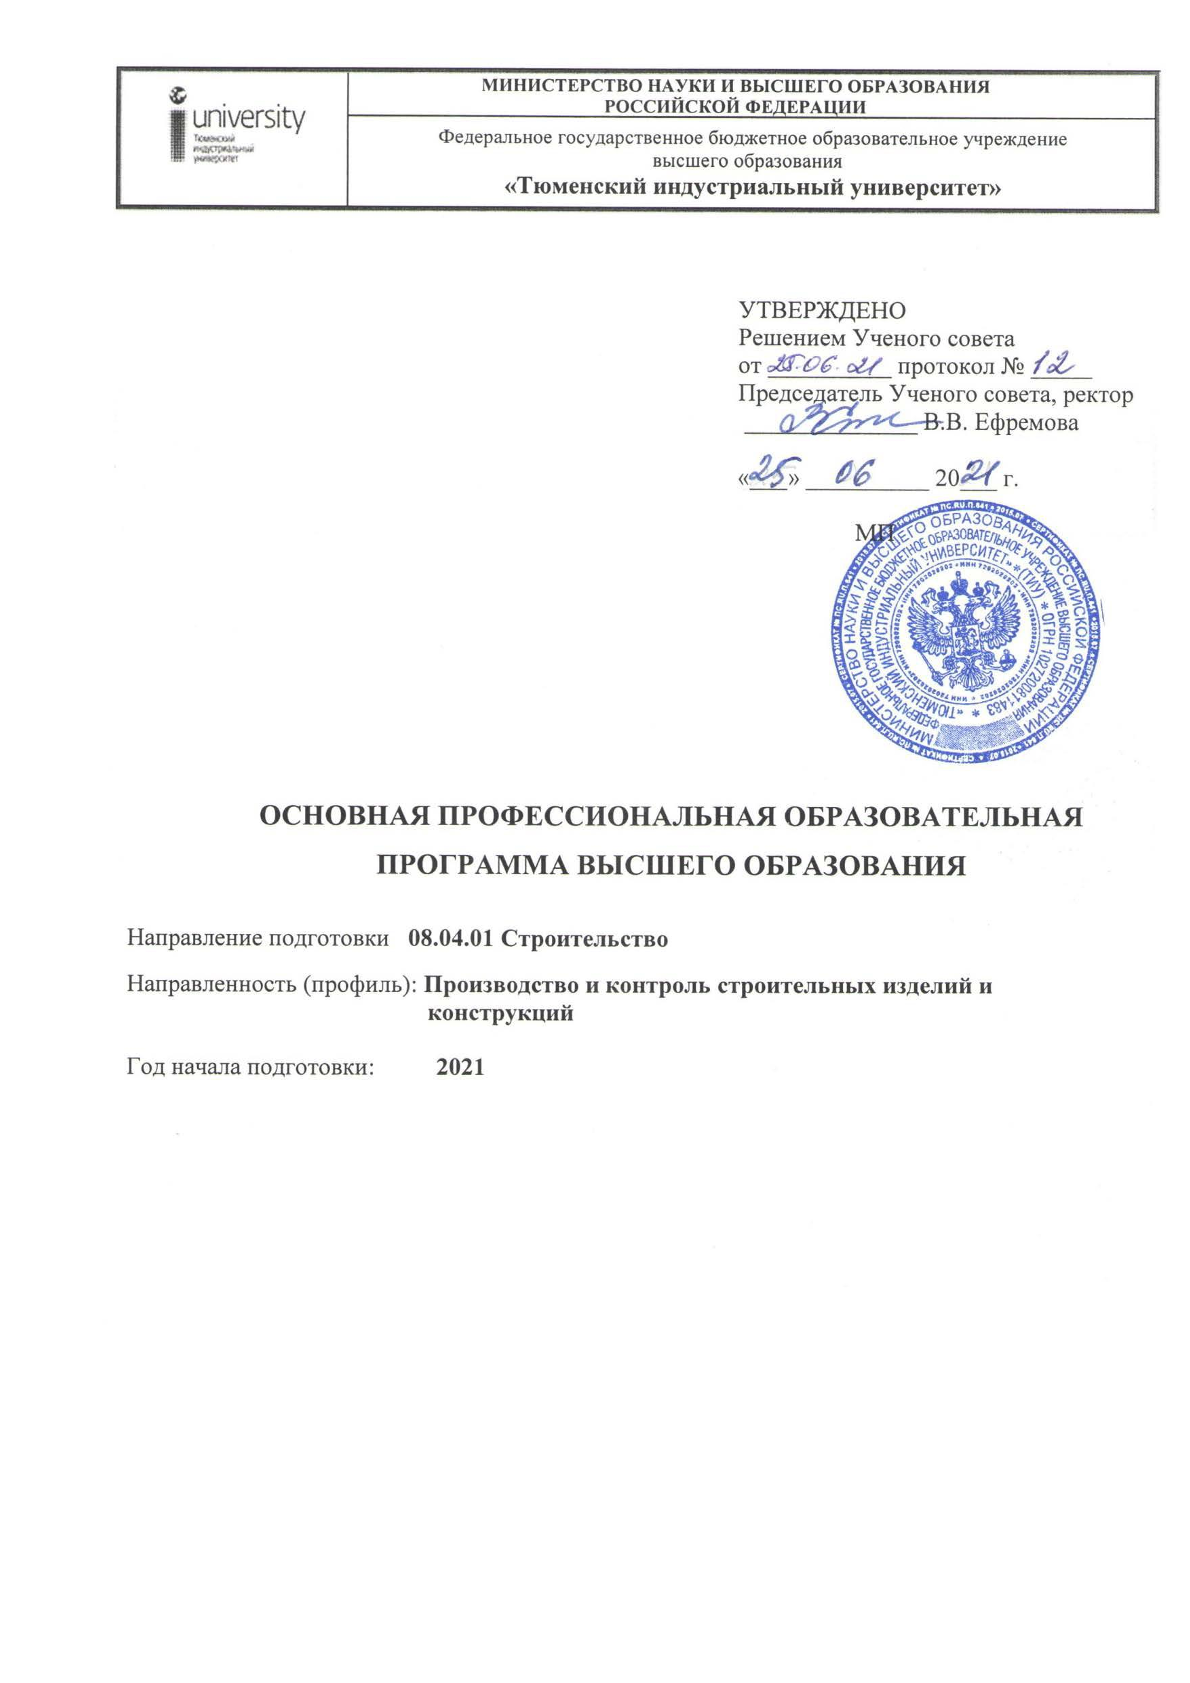 university
Тюменский
индустриальный
университет
МИНИСТЕРСТВО НАУКИ И ВЫСШЕГО ОБРАЗОВАНИЯ
РОССИЙСКОЙ ФЕДЕРАЦИИ
Федеральное государственное бюджетное образовательное учреждение
высшего образования
«Тюменский индустриальный университет»
УТВЕРЖДЕНО
Решением Ученого совета
от 25.06.21 протокол № 12
Председатель Ученого совета, ректор
В.В. Ефремова
«25» 06 2021 г.
МП
МИНИСТЕРСТВО НАУКИ И ВЫСШЕГО ОБРАЗОВАНИЯ РОССИЙСКОЙ ФЕДЕРАЦИИ
ФЕДЕРАЛЬНОЕ ГОСУДАРСТВЕННОЕ БЮДЖЕТНОЕ ОБРАЗОВАТЕЛЬНОЕ УЧРЕЖДЕНИЕ ВЫСШЕГО ОБРАЗОВАНИЯ
«ТЮМЕНСКИЙ ИНДУСТРИАЛЬНЫЙ УНИВЕРСИТЕТ» * (ТИУ) * ОГРН 1027200811483 *
ОСНОВНАЯ ПРОФЕССИОНАЛЬНАЯ ОБРАЗОВАТЕЛЬНАЯ
ПРОГРАММА ВЫСШЕГО ОБРАЗОВАНИЯ
Направление подготовки 08.04.01 Строительство
Направленность (профиль): Производство и контроль строительных изделий и
конструкций
Год начала подготовки: 2021